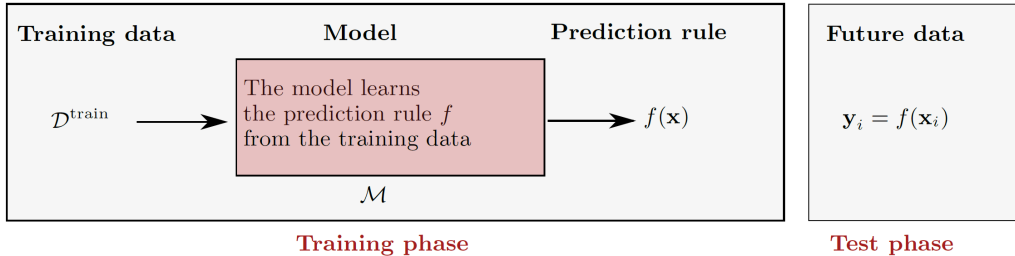 Training data Model Prediction rule Future data
The model learns
the prediction rule f
from the training data
𝒟^train f(𝐱) 𝐲_i = f(𝐱_i)
ℳ
Training phase Test phase